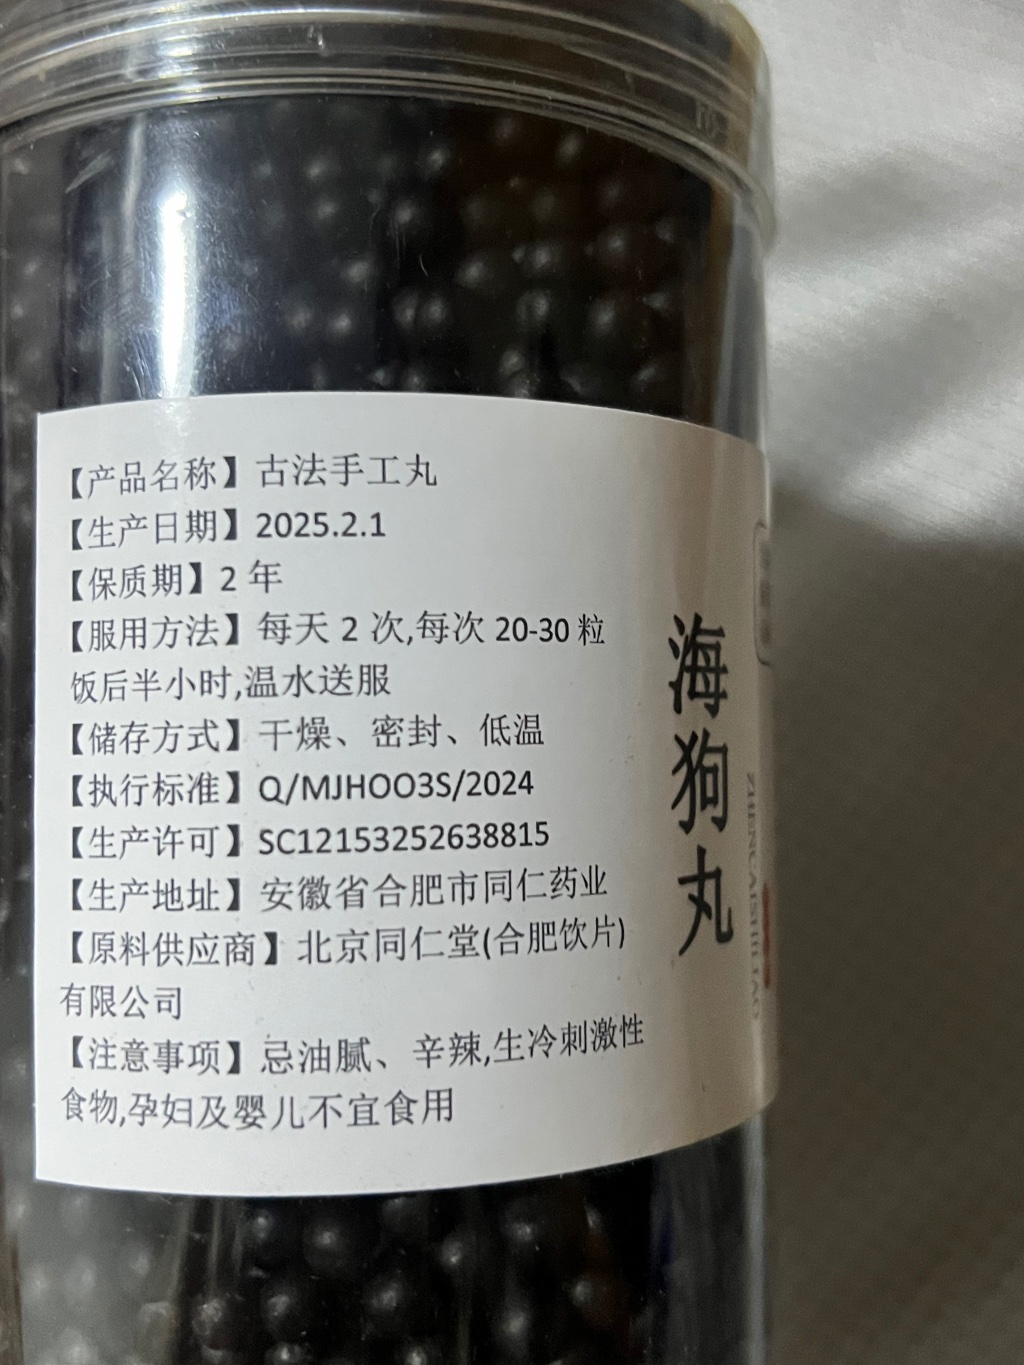 【产品名称】古法手工丸
【生产日期】2025.2.1
【保质期】2 年
【服用方法】每天 2 次,每次 20-30 粒
饭后半小时,温水送服
【储存方式】干燥、密封、低温
【执行标准】Q/MJHOO3S/2024
【生产许可】SC12153252638815
【生产地址】安徽省合肥市同仁药业
【原料供应商】北京同仁堂(合肥饮片)
有限公司
【注意事项】忌油腻、辛辣,生冷刺激性
食物,孕妇及婴儿不宜食用
海狗丸